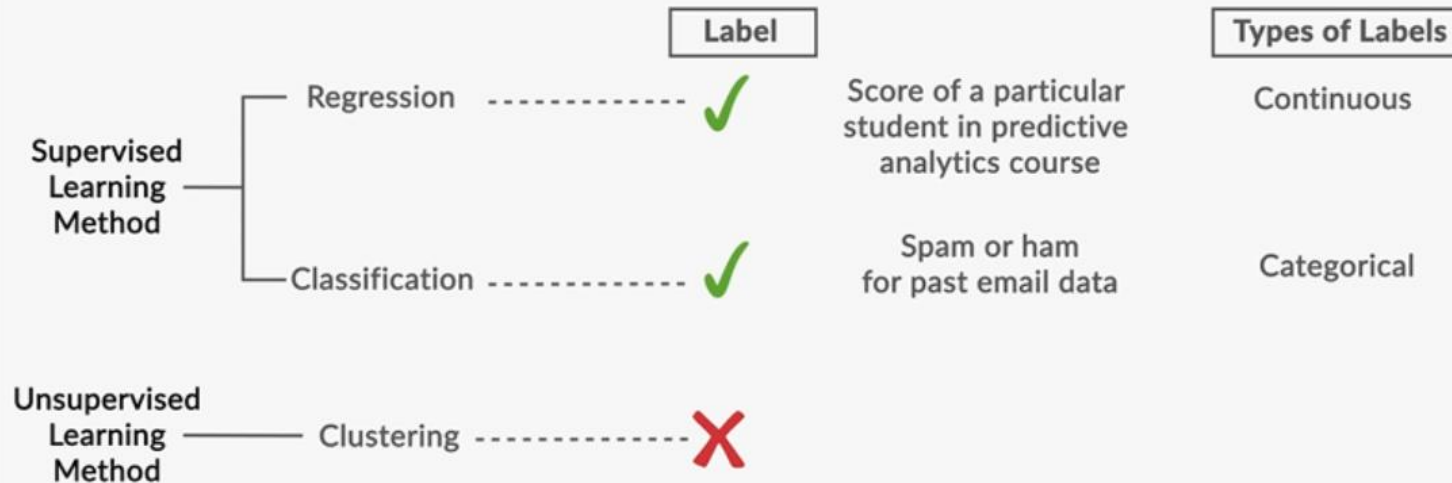 Label
Types of Labels
Regression
Score of a particular
student in predictive
analytics course
Continuous
Supervised
Learning
Method
Classification
Spam or ham
for past email data
Categorical
Unsupervised
Learning
Method
Clustering